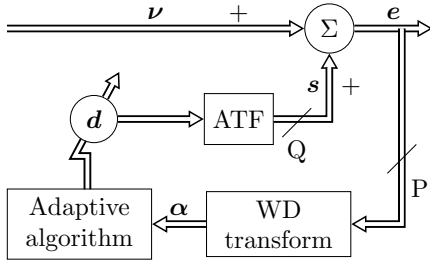 ν + Σ e
s +
d ATF
Q
P
Adaptive
algorithm
α
WD
transform